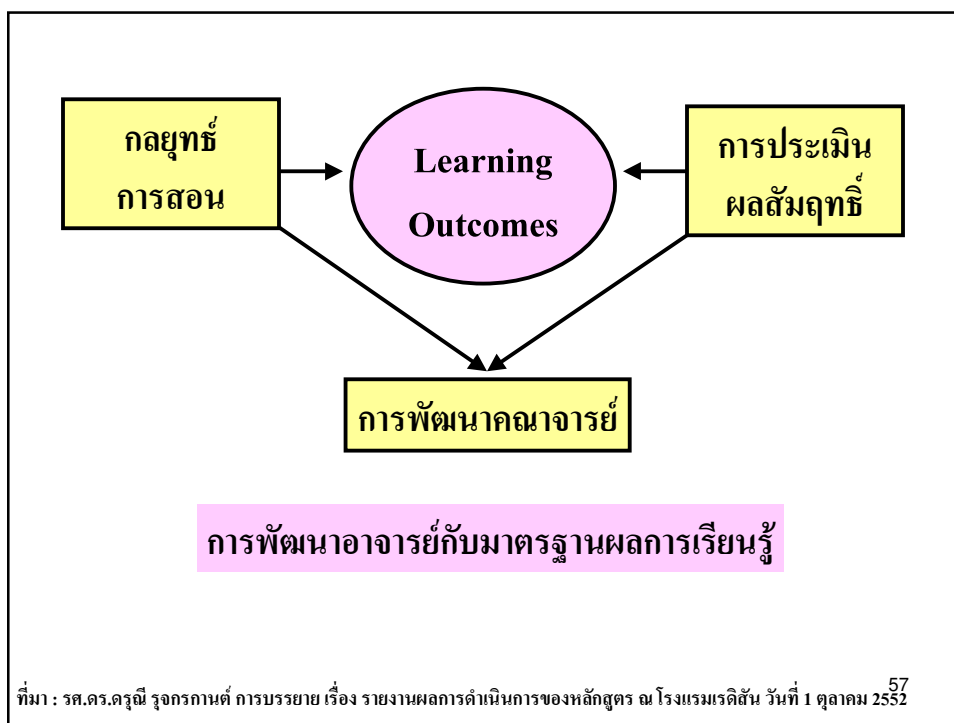 กลยุทธ์
การสอน
Learning
Outcomes
การประเมิน
ผลสัมฤทธิ์
การพัฒนาคณาจารย์
การพัฒนาอาจารย์กับมาตรฐานผลการเรียนรู้
57
ที่มา : รศ.ดร.ดรุณี รุจกรกานต์ การบรรยาย เรื่อง รายงานผลการดำเนินการของหลักสูตร ณ โรงแรมเรดิสัน วันที่ 1 ตุลาคม 2552